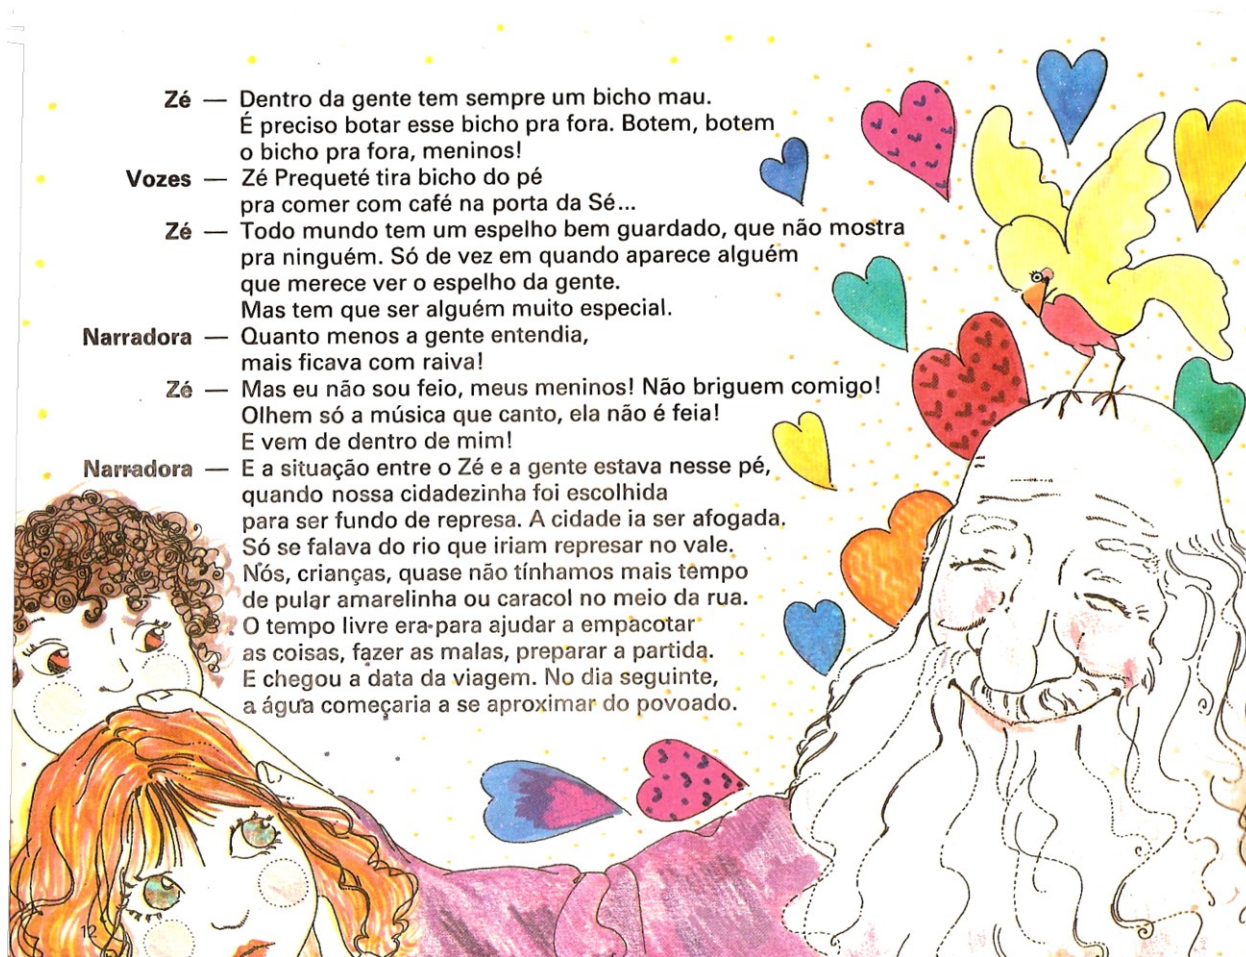 Zé — Dentro da gente tem sempre um bicho mau.
É preciso botar esse bicho pra fora. Botem, botem
o bicho pra fora, meninos!
Vozes — Zé Prequeté tira bicho do pé
pra comer com café na porta da Sé...
Zé — Todo mundo tem um espelho bem guardado, que não mostra
pra ninguém. Só de vez em quando aparece alguém
que merece ver o espelho da gente.
Mas tem que ser alguém muito especial.
Narradora — Quanto menos a gente entendia,
mais ficava com raiva!
Zé — Mas eu não sou feio, meus meninos! Não briguem comigo!
Olhem só a música que canto, ela não é feia!
E vem de dentro de mim!
Narradora — E a situação entre o Zé e a gente estava nesse pé,
quando nossa cidadezinha foi escolhida
para ser fundo de represa. A cidade ia ser afogada.
Só se falava do rio que iriam represar no vale.
Nós, crianças, quase não tínhamos mais tempo
de pular amarelinha ou caracol no meio da rua.
O tempo livre era para ajudar a empacotar
as coisas, fazer as malas, preparar a partida.
E chegou a data da viagem. No dia seguinte,
a água começaria a se aproximar do povoado.
12